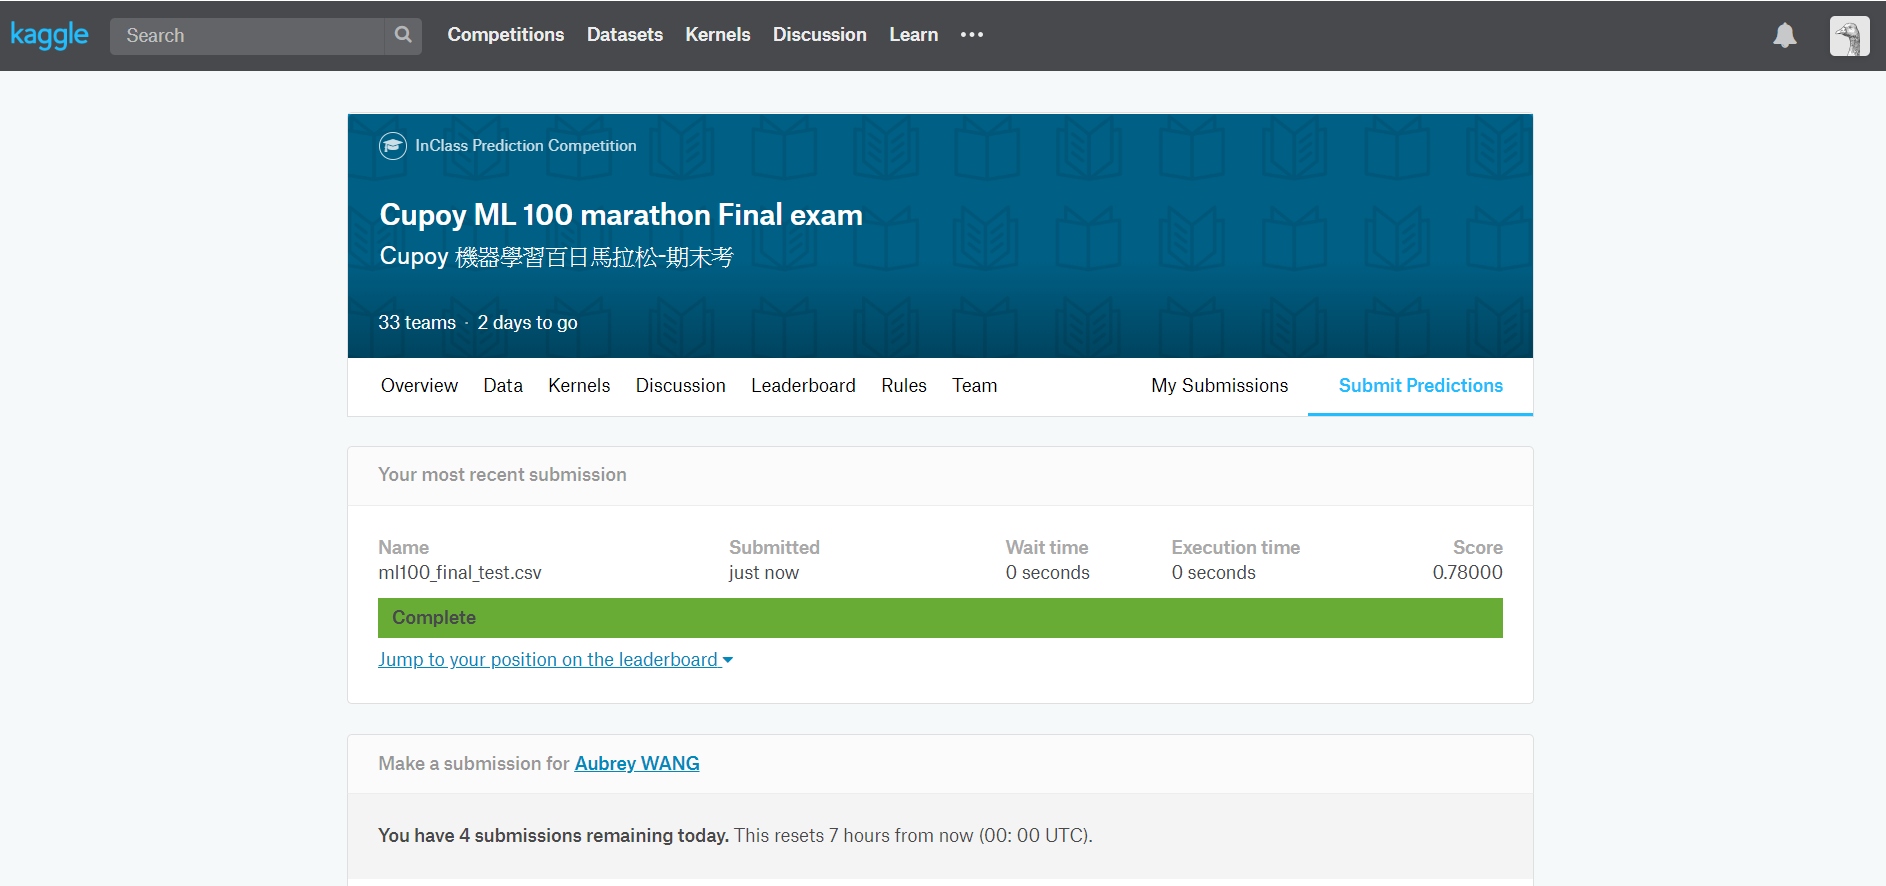 kaggle Search Competitions Datasets Kernels Discussion Learn
InClass Prediction Competition
Cupoy ML 100 marathon Final exam
Cupoy 機器學習百日馬拉松-期末考
33 teams · 2 days to go
Overview Data Kernels Discussion Leaderboard Rules Team My Submissions Submit Predictions
Your most recent submission
Name Submitted Wait time Execution time Score
ml100_final_test.csv just now 0 seconds 0 seconds 0.78000
Complete
Jump to your position on the leaderboard
Make a submission for Aubrey WANG
You have 4 submissions remaining today. This resets 7 hours from now (00: 00 UTC).